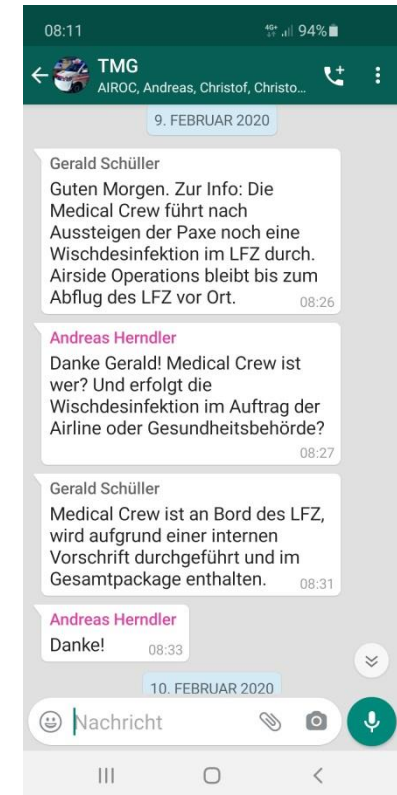 08:11
4G+
94%
TMG
AIROC, Andreas, Christof, Christo...
9. FEBRUAR 2020
Gerald Schüller
Guten Morgen. Zur Info: Die
Medical Crew führt nach
Aussteigen der Paxe noch eine
Wischdesinfektion im LFZ durch.
Airside Operations bleibt bis zum
Abflug des LFZ vor Ort.
08:26
Andreas Herndler
Danke Gerald! Medical Crew ist
wer? Und erfolgt die
Wischdesinfektion im Auftrag der
Airline oder Gesundheitsbehörde?
08:27
Gerald Schüller
Medical Crew ist an Bord des LFZ,
wird aufgrund einer internen
Vorschrift durchgeführt und im
Gesamtpackage enthalten.
08:31
Andreas Herndler
Danke!
08:33
10. FEBRUAR 2020
Nachricht